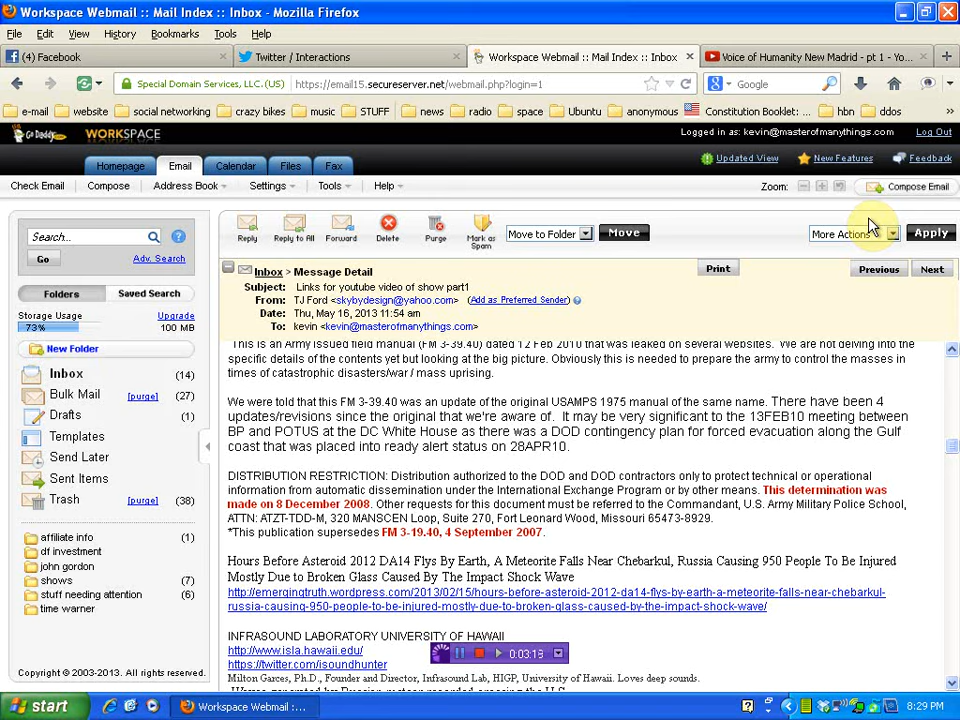 Workspace Webmail :: Mail Index :: Inbox - Mozilla Firefox
File Edit View History Bookmarks Tools Help
(4) Facebook Twitter / Interactions Workspace Webmail :: Mail Index :: Inbox Voice of Humanity New Madrid - pt 1 - Yo...
Special Domain Services, LLC. (US) https://email15.secureserver.net/webmail.php?login=1 Google
e-mail website social networking crazy bikes music STUFF news radio space Ubuntu anonymous Constitution Booklet:... hh ddos
Go Daddy WORKSPACE Logged in as: kevin@masterofmanythings.com Log Out
Homepage Email Calendar Files Fax Updated View New Features Feedback
Check Email Compose Address Book Settings Tools Help Zoom: Compose Email
Search... ?
Go Adv. Search
Reply Reply to All Forward Delete Purge Mark as Spam Move to Folder Move More Actions Apply
Inbox > Message Detail Print Previous Next
Subject: Links for youtube video of show part1
From: TJ Ford <skybydesign@yahoo.com> (Add as Preferred Sender)
Date: Thu, May 16, 2013 11:54 am
To: kevin <kevin@masterofmanythings.com>
Folders Saved Search
Storage Usage Upgrade
73% 100 MB
New Folder
Inbox (14)
Bulk Mail [purge] (27)
Drafts (1)
Templates
Send Later
Sent Items
Trash [purge] (38)
affiliate info (1)
df investment
john gordon
shows (7)
stuff needing attention (6)
time warner
Copyright © 2003-2013. All rights reserved.
This is an Army issued field manual (FM 3-39.40) dated 12 Feb 2010 that was leaked on several websites. We are not delving into the
specific details of the contents yet but looking at the big picture. Obviously this is needed to prepare the army to control the masses in
times of catastrophic disasters/war / mass uprising.
We were told that this FM 3-39.40 was an update of the original USAMPS 1975 manual of the same name. There have been 4
updates/revisions since the original that we're aware of. It may be very significant to the 13FEB10 meeting between
BP and POTUS at the DC White House as there was a DOD contingency plan for forced evacuation along the Gulf
coast that was placed into ready alert status on 28APR10.
DISTRIBUTION RESTRICTION: Distribution authorized to the DOD and DOD contractors only to protect technical or operational
information from automatic dissemination under the International Exchange Program or by other means. This determination was
made on 8 December 2008. Other requests for this document must be referred to the Commandant, U.S. Army Military Police School,
ATTN: ATZT-TDD-M, 320 MANSCEN Loop, Suite 270, Fort Leonard Wood, Missouri 65473-8929.
*This publication supersedes FM 3-19.40, 4 September 2007.
Hours Before Asteroid 2012 DA14 Flys By Earth, A Meteorite Falls Near Chebarkul, Russia Causing 950 People To Be Injured
Mostly Due to Broken Glass Caused By The Impact Shock Wave
http://emergingtruth.wordpress.com/2013/02/15/hours-before-asteroid-2012-da14-flys-by-earth-a-meteorite-falls-near-chebarkul-
russia-causing-950-people-to-be-injured-mostly-due-to-broken-glass-caused-by-the-impact-shock-wave/
INFRASOUND LABORATORY UNIVERSITY OF HAWAII
http://www.isla.hawaii.edu/
https://twitter.com/isoundhunter
0:03:18
Milton Garces, Founder and Director, Infrasound Lab, HIGP, University of Hawaii. Loves deep sounds.
start Workspace Webmail :... 8:29 PM